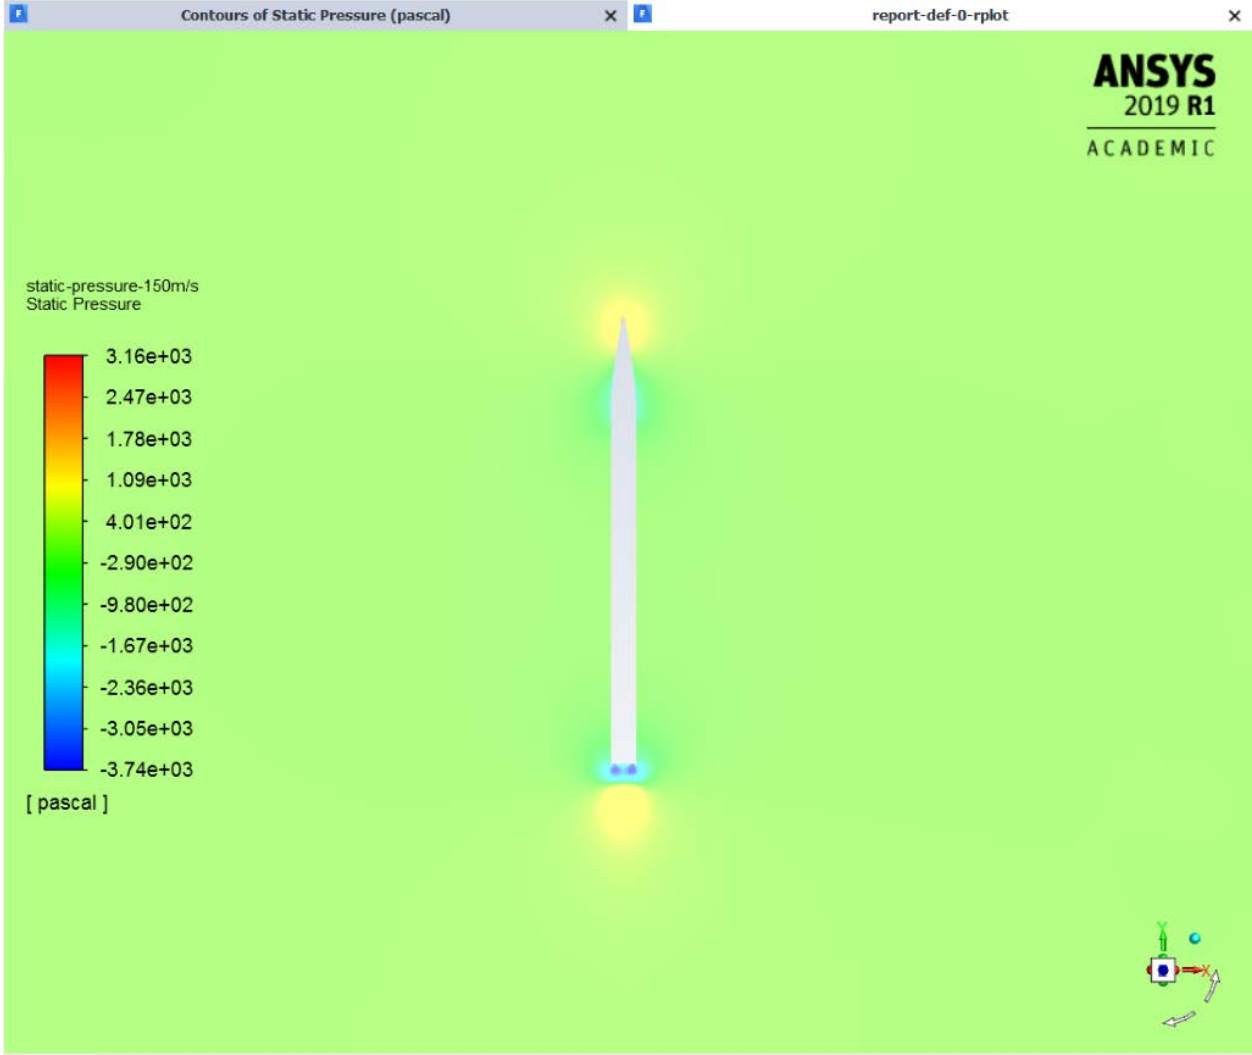 Contours of Static Pressure (pascal)
report-def-0-rplot
ANSYS
2019 R1
ACADEMIC
static-pressure-150m/s
Static Pressure
3.16e+03
2.47e+03
1.78e+03
1.09e+03
4.01e+02
-2.90e+02
-9.80e+02
-1.67e+03
-2.36e+03
-3.05e+03
-3.74e+03
[ pascal ]
Y
X